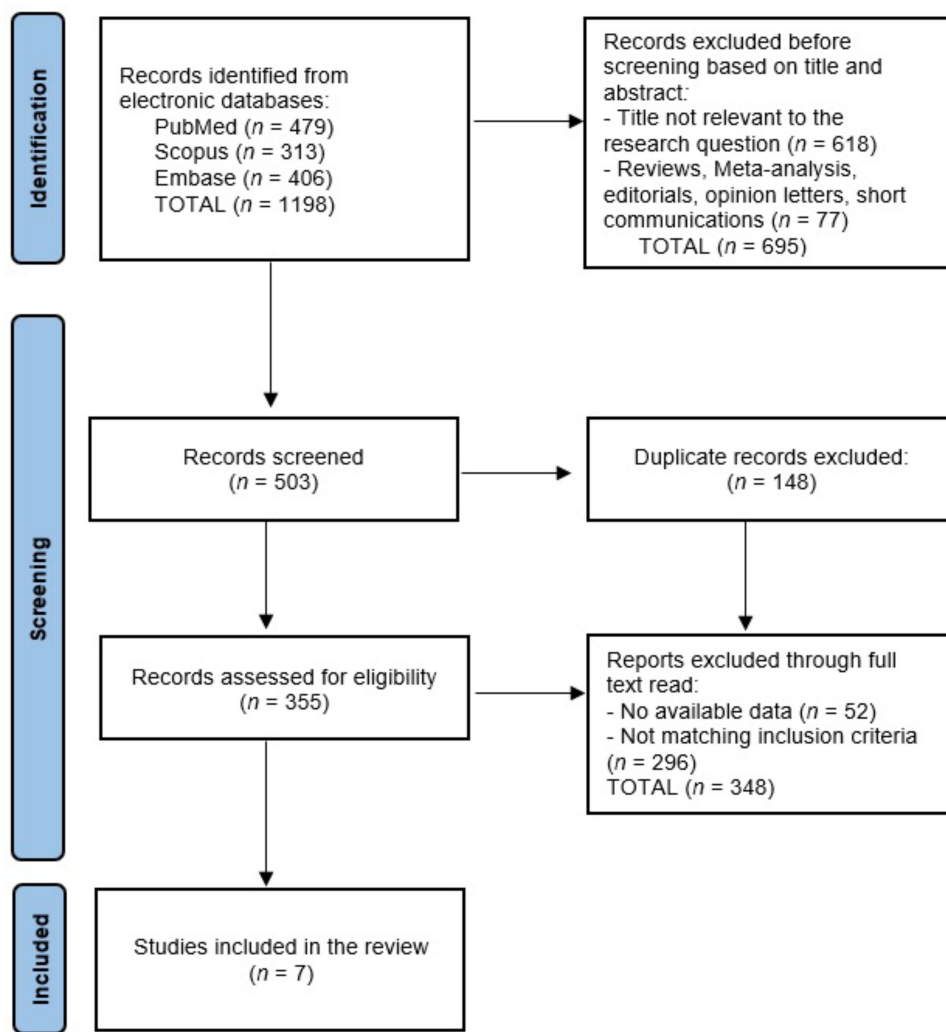 Identification
Records identified from
electronic databases:
PubMed (n = 479)
Scopus (n = 313)
Embase (n = 406)
TOTAL (n = 1198)
Records excluded before
screening based on title and
abstract:
- Title not relevant to the
research question (n = 618)
- Reviews, Meta-analysis,
editorials, opinion letters, short
communications (n = 77)
TOTAL (n = 695)
Screening
Records screened
(n = 503)
Duplicate records excluded:
(n = 148)
Records assessed for eligibility
(n = 355)
Reports excluded through full
text read:
- No available data (n = 52)
- Not matching inclusion criteria
(n = 296)
TOTAL (n = 348)
Included
Studies included in the review
(n = 7)